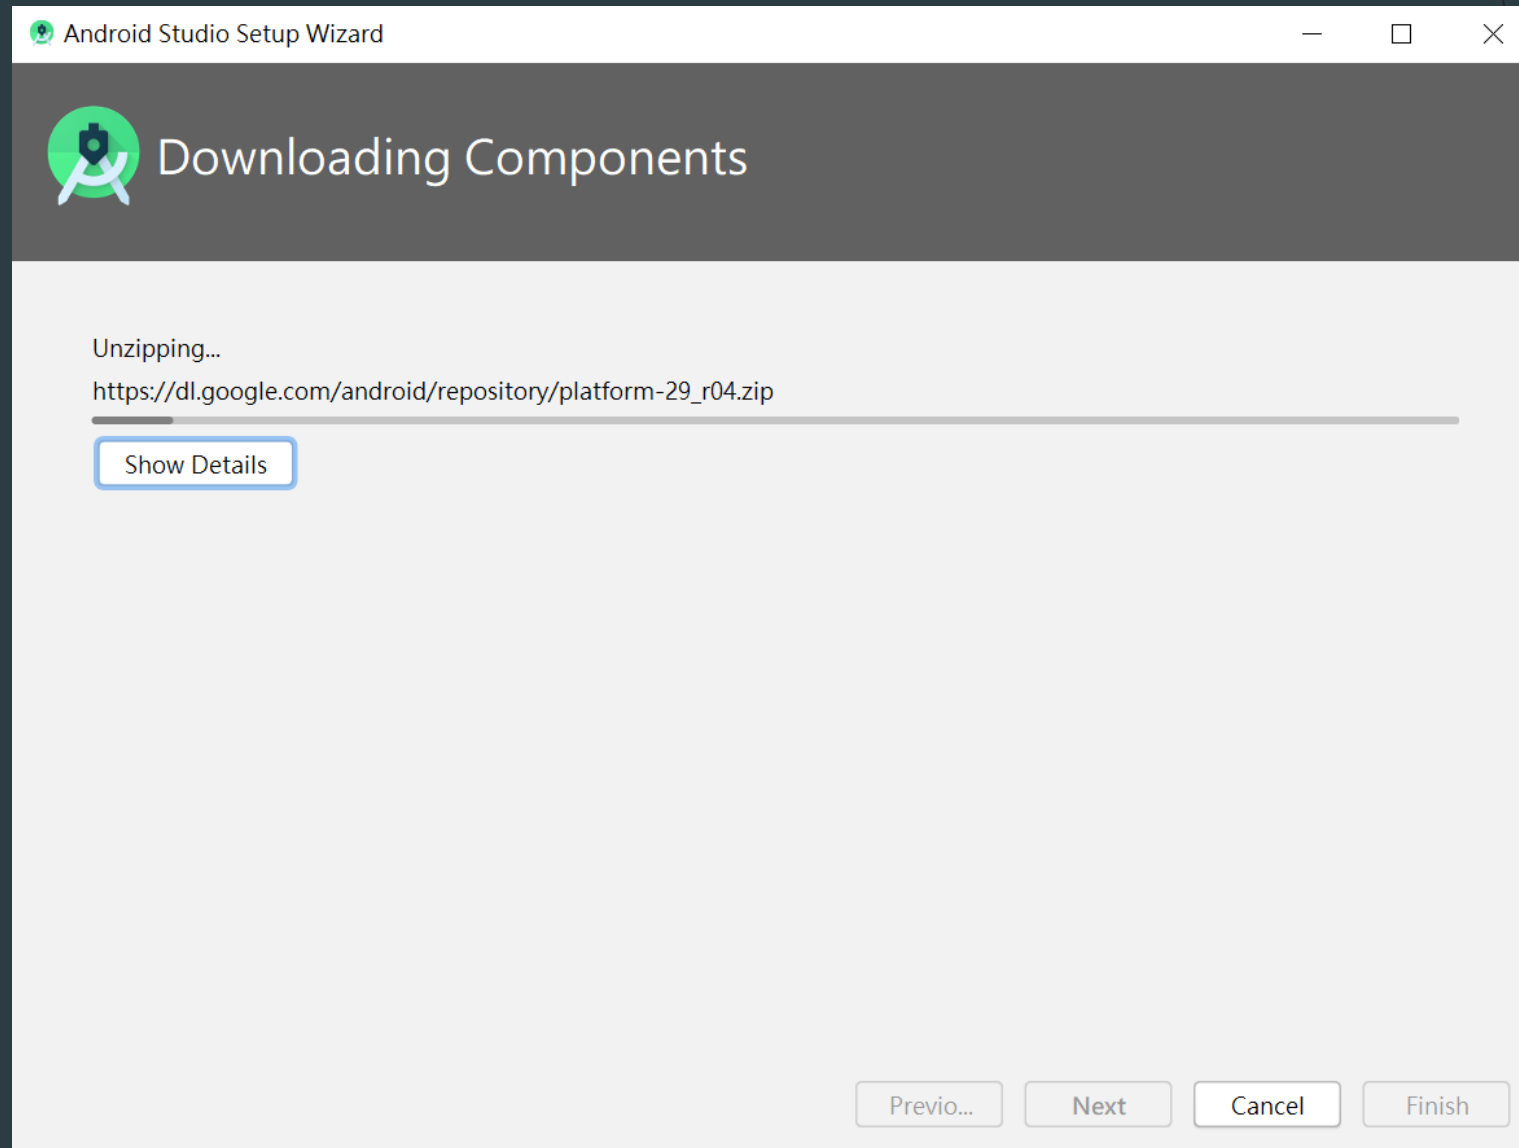 Android Studio Setup Wizard
Downloading Components
Unzipping...
https://dl.google.com/android/repository/platform-29_r04.zip
Show Details
Previo... Next Cancel Finish